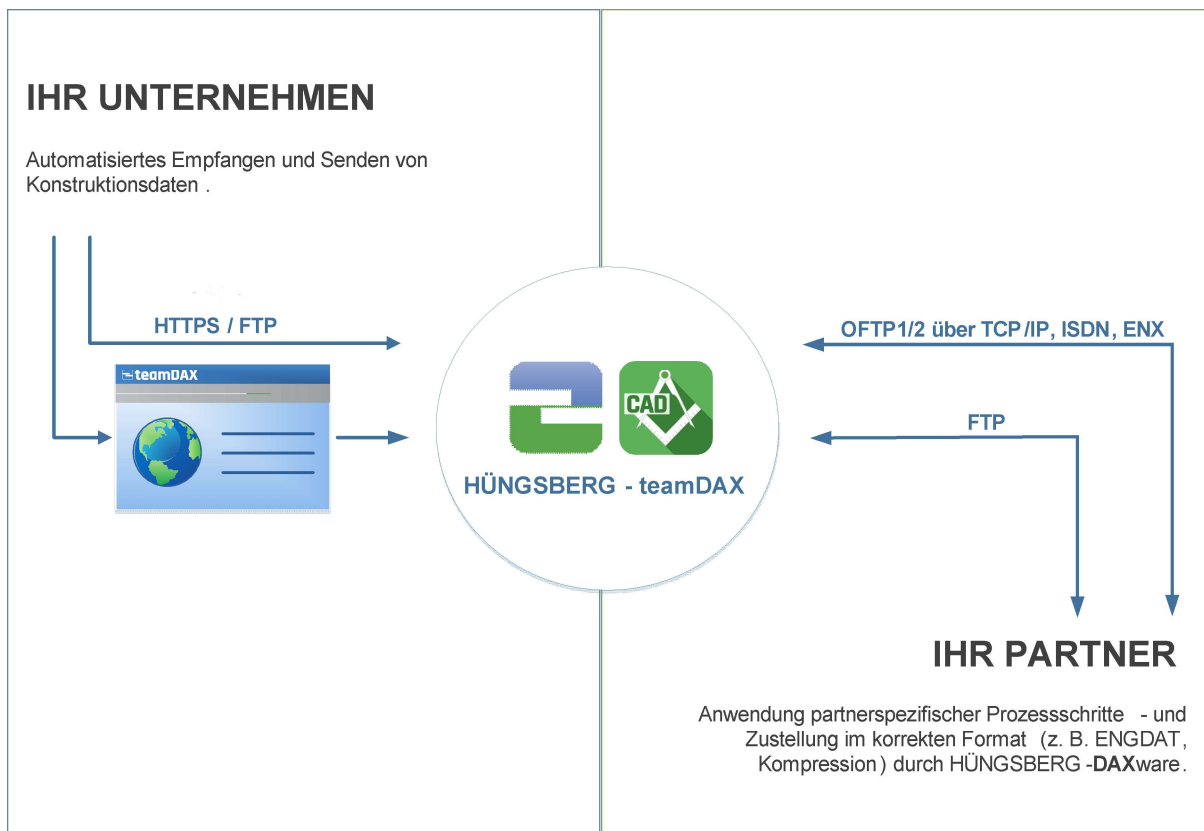 IHR UNTERNEHMEN
Automatisiertes Empfangen und Senden von
Konstruktionsdaten .
HTTPS / FTP
teamDAX
CAD
HÜNGSBERG - teamDAX
OFTP1/2 über TCP/IP, ISDN, ENX
FTP
IHR PARTNER
Anwendung partnerspezifischer Prozessschritte - und
Zustellung im korrekten Format (z. B. ENGDAT,
Kompression) durch HÜNGSBERG -DAXware.